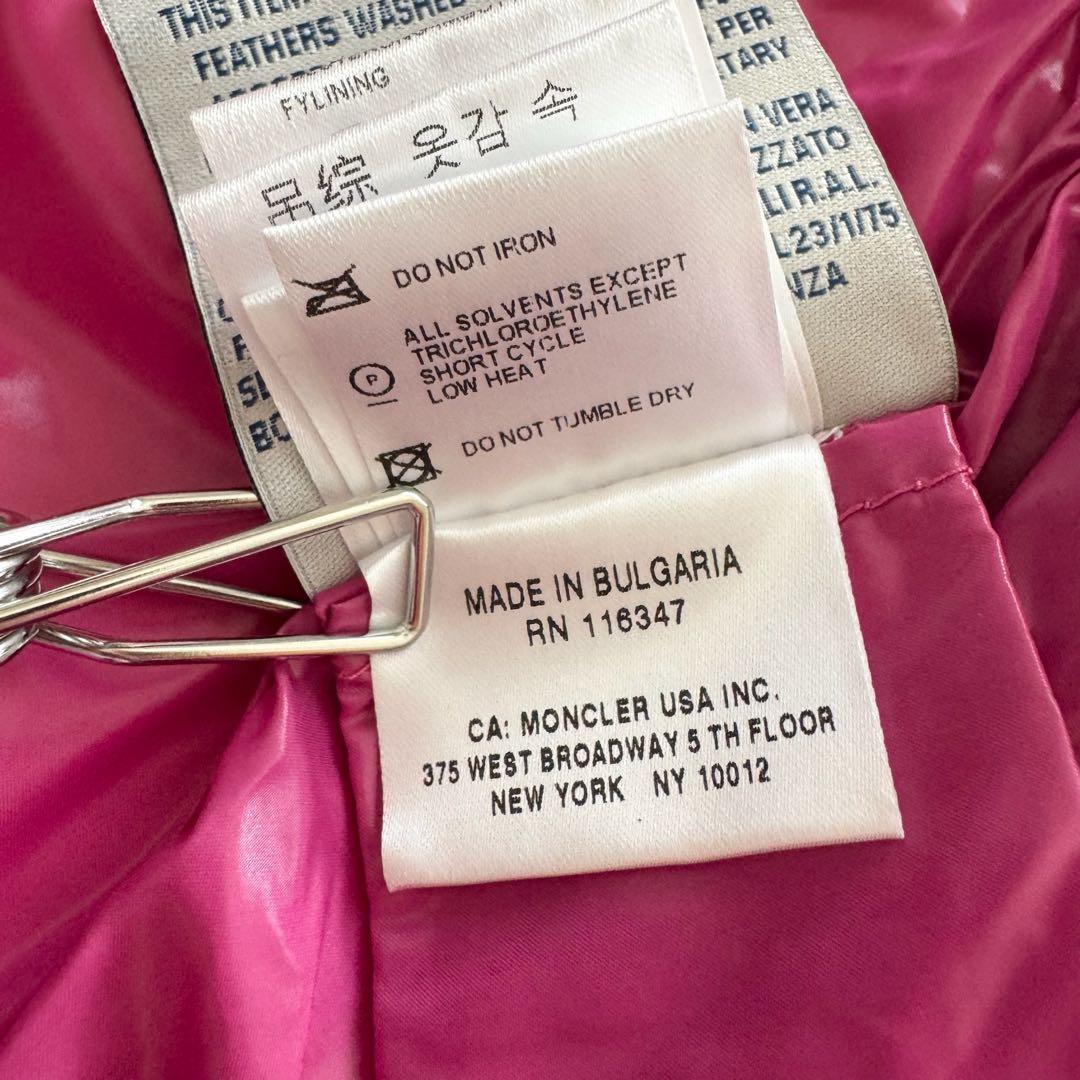 THIS ITEM
FEATHERS WASHED
PER
TARY
FYLINING
VERA
ZZATO
LI R.A.L.
L.23/1/75
NZA
옷감 속
DO NOT IRON
ALL SOLVENTS EXCEPT
TRICHLOROETHYLENE
SHORT CYCLE
LOW HEAT
P
DO NOT TUMBLE DRY
MADE IN BULGARIA
RN 116347
CA: MONCLER USA INC.
375 WEST BROADWAY 5 TH FLOOR
NEW YORK NY 10012